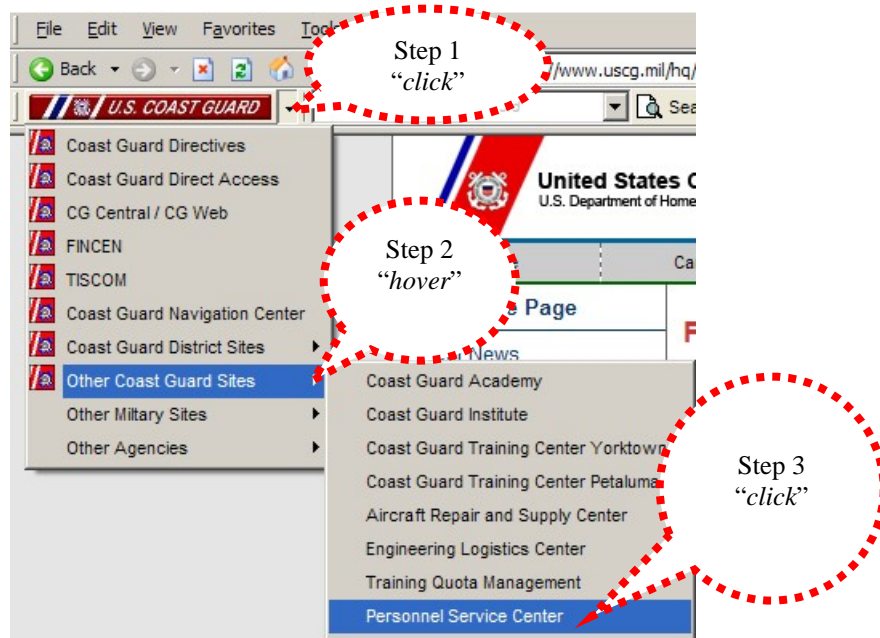 File Edit View Favorites Tools
Step 1
“click”
Back
//www.uscg.mil/hq/
U.S. COAST GUARD
Sea
Coast Guard Directives
Coast Guard Direct Access
CG Central / CG Web
FINCEN
TISCOM
Coast Guard Navigation Center
Coast Guard District Sites
Other Coast Guard Sites
Other Miltary Sites
Other Agencies
United States C
U.S. Department of Home
Step 2
“hover”
Ca
Page
News
F
Coast Guard Academy
Coast Guard Institute
Coast Guard Training Center Yorktown
Coast Guard Training Center Petaluma
Aircraft Repair and Supply Center
Engineering Logistics Center
Training Quota Management
Personnel Service Center
Step 3
“click”